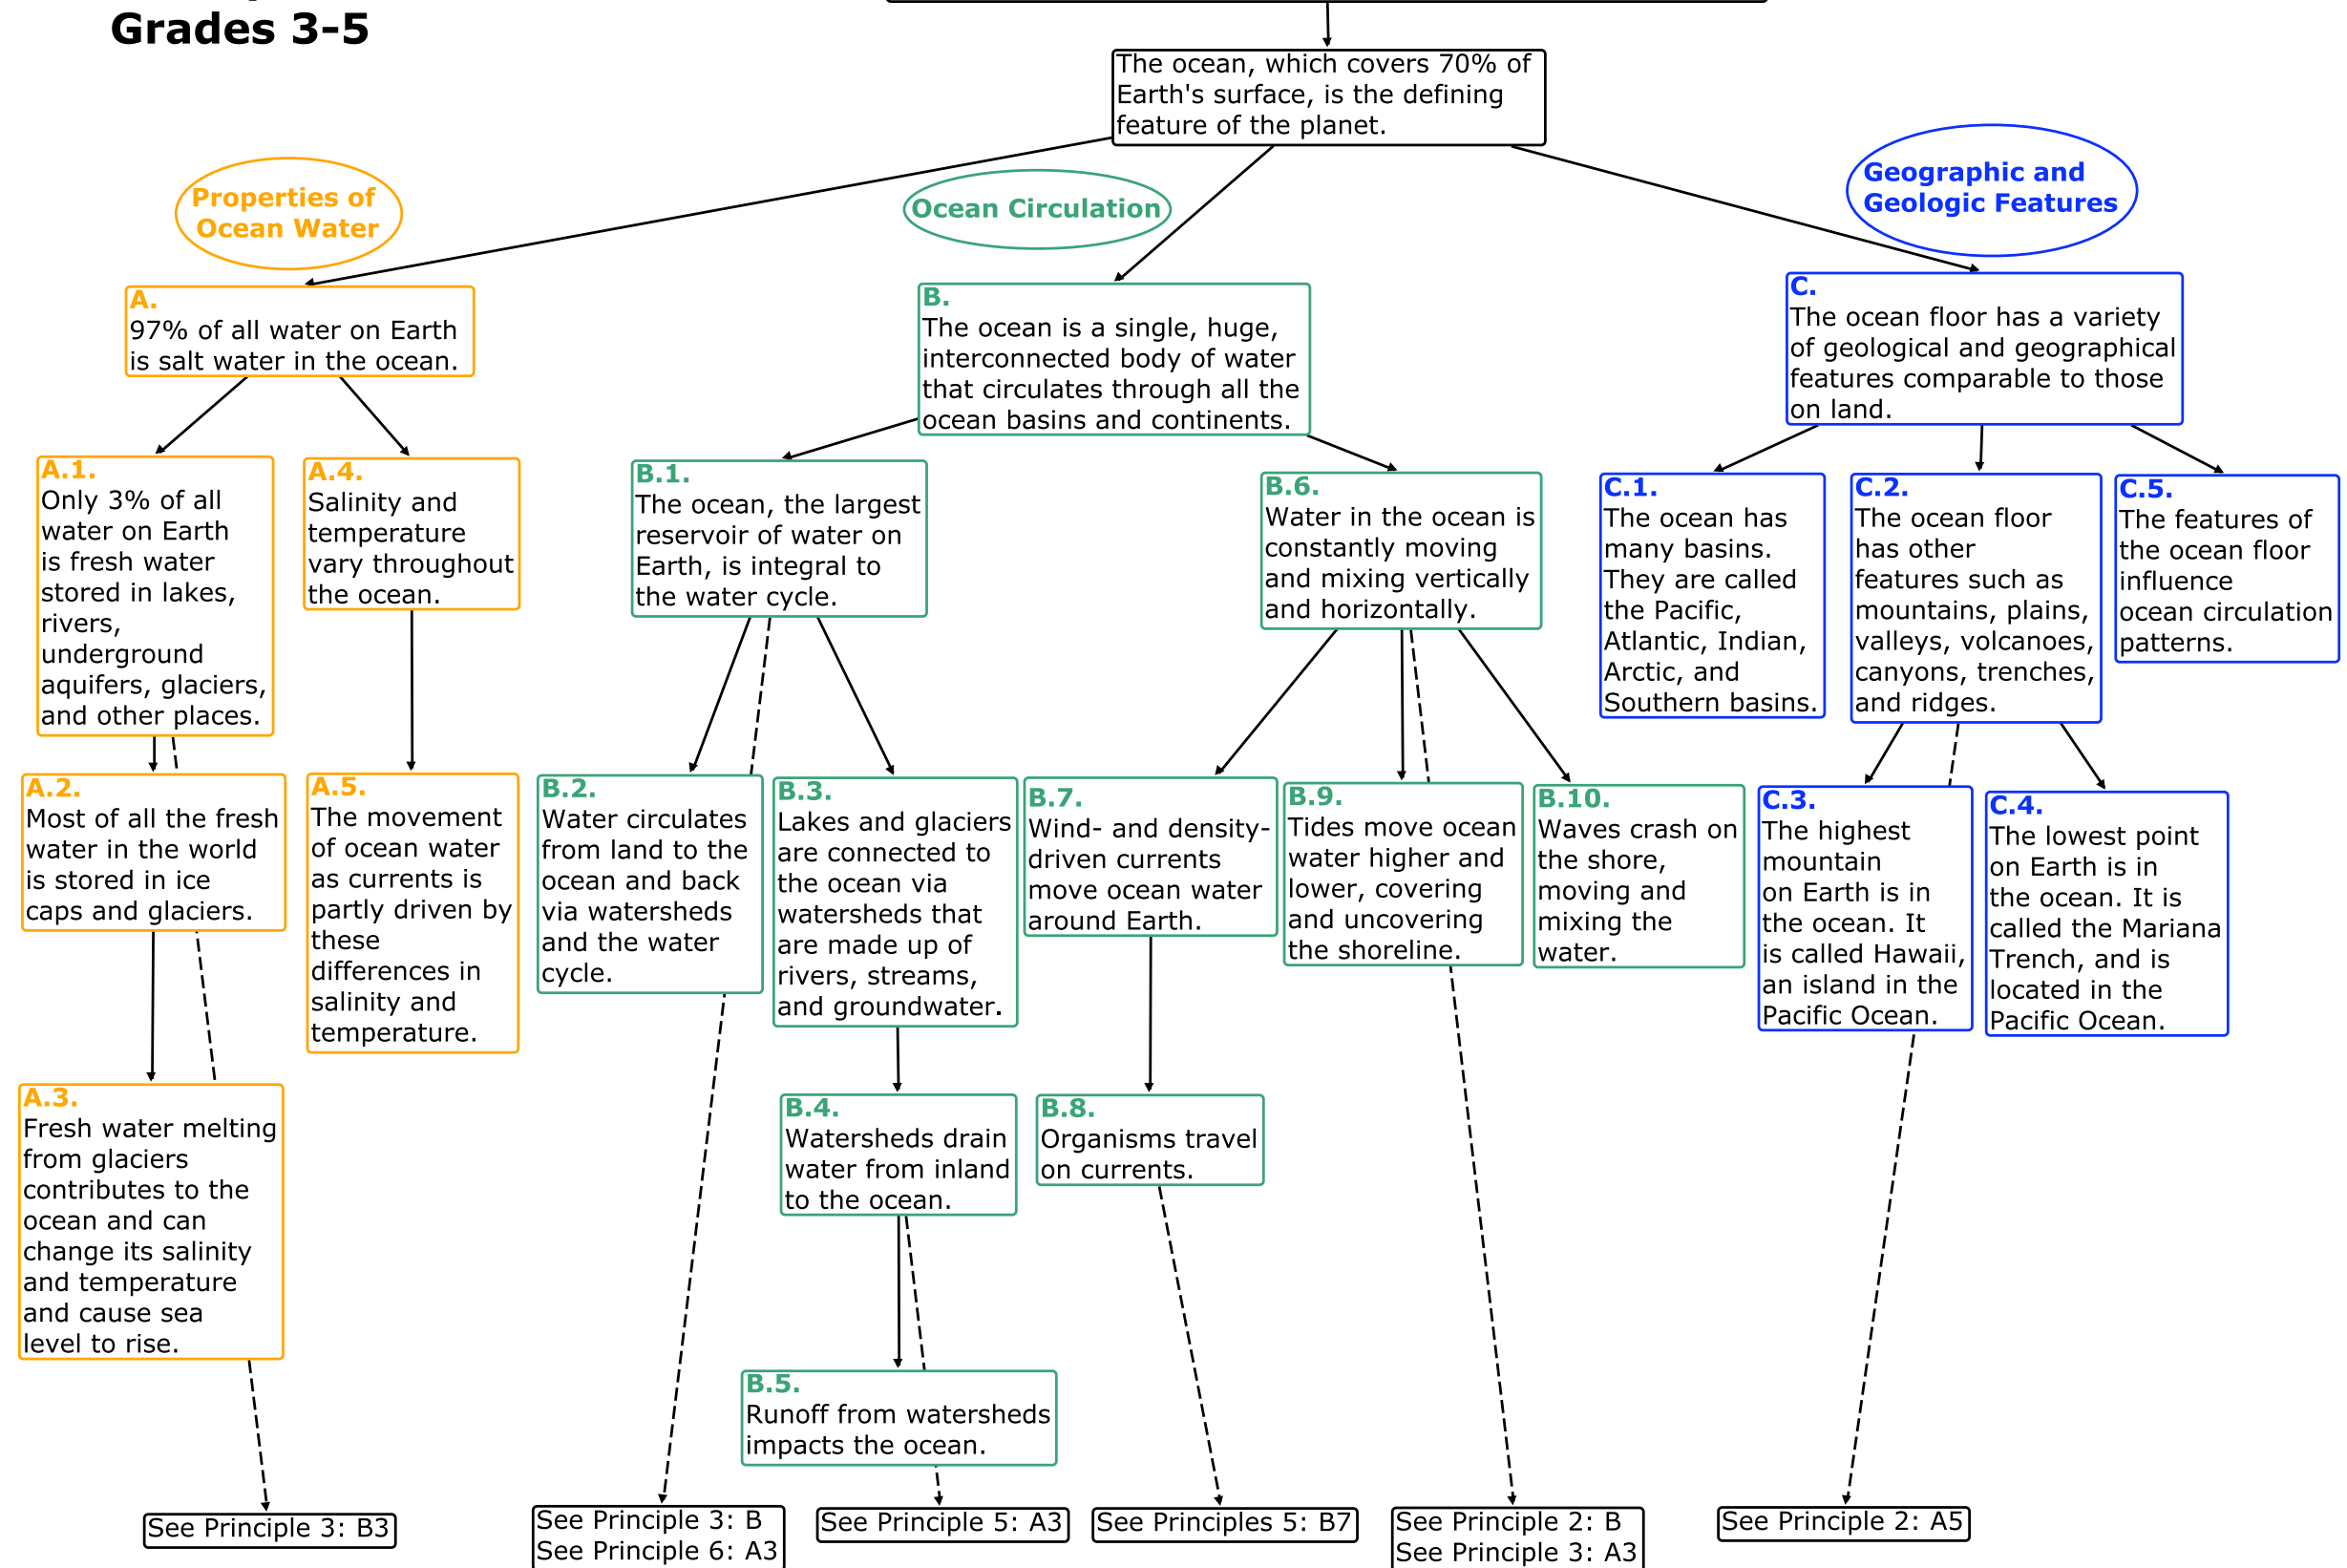 Grades 3-5
The ocean, which covers 70% of
Earth's surface, is the defining
feature of the planet.
Properties of
Ocean Water
Ocean Circulation
Geographic and
Geologic Features
A.
97% of all water on Earth
is salt water in the ocean.
B.
The ocean is a single, huge,
interconnected body of water
that circulates through all the
ocean basins and continents.
C.
The ocean floor has a variety
of geological and geographical
features comparable to those
on land.
A.1.
Only 3% of all
water on Earth
is fresh water
stored in lakes,
rivers,
underground
aquifers, glaciers,
and other places.
A.4.
Salinity and
temperature
vary throughout
the ocean.
B.1.
The ocean, the largest
reservoir of water on
Earth, is integral to
the water cycle.
B.6.
Water in the ocean is
constantly moving
and mixing vertically
and horizontally.
C.1.
The ocean has
many basins.
They are called
the Pacific,
Atlantic, Indian,
Arctic, and
Southern basins.
C.2.
The ocean floor
has other
features such as
mountains, plains,
valleys, volcanoes,
canyons, trenches,
and ridges.
C.5.
The features of
the ocean floor
influence
ocean circulation
patterns.
A.2.
Most of all the fresh
water in the world
is stored in ice
caps and glaciers.
A.5.
The movement
of ocean water
as currents is
partly driven by
these
differences in
salinity and
temperature.
B.2.
Water circulates
from land to the
ocean and back
via watersheds
and the water
cycle.
B.3.
Lakes and glaciers
are connected to
the ocean via
watersheds that
are made up of
rivers, streams,
and groundwater.
B.7.
Wind- and density-
driven currents
move ocean water
around Earth.
B.9.
Tides move ocean
water higher and
lower, covering
and uncovering
the shoreline.
B.10.
Waves crash on
the shore,
moving and
mixing the
water.
C.3.
The highest
mountain
on Earth is in
the ocean. It
is called Hawaii,
an island in the
Pacific Ocean.
C.4.
The lowest point
on Earth is in
the ocean. It is
called the Mariana
Trench, and is
located in the
Pacific Ocean.
A.3.
Fresh water melting
from glaciers
contributes to the
ocean and can
change its salinity
and temperature
and cause sea
level to rise.
B.4.
Watersheds drain
water from inland
to the ocean.
B.8.
Organisms travel
on currents.
B.5.
Runoff from watersheds
impacts the ocean.
See Principle 3: B3
See Principle 3: B
See Principle 6: A3
See Principle 5: A3
See Principles 5: B7
See Principle 2: B
See Principle 3: A3
See Principle 2: A5